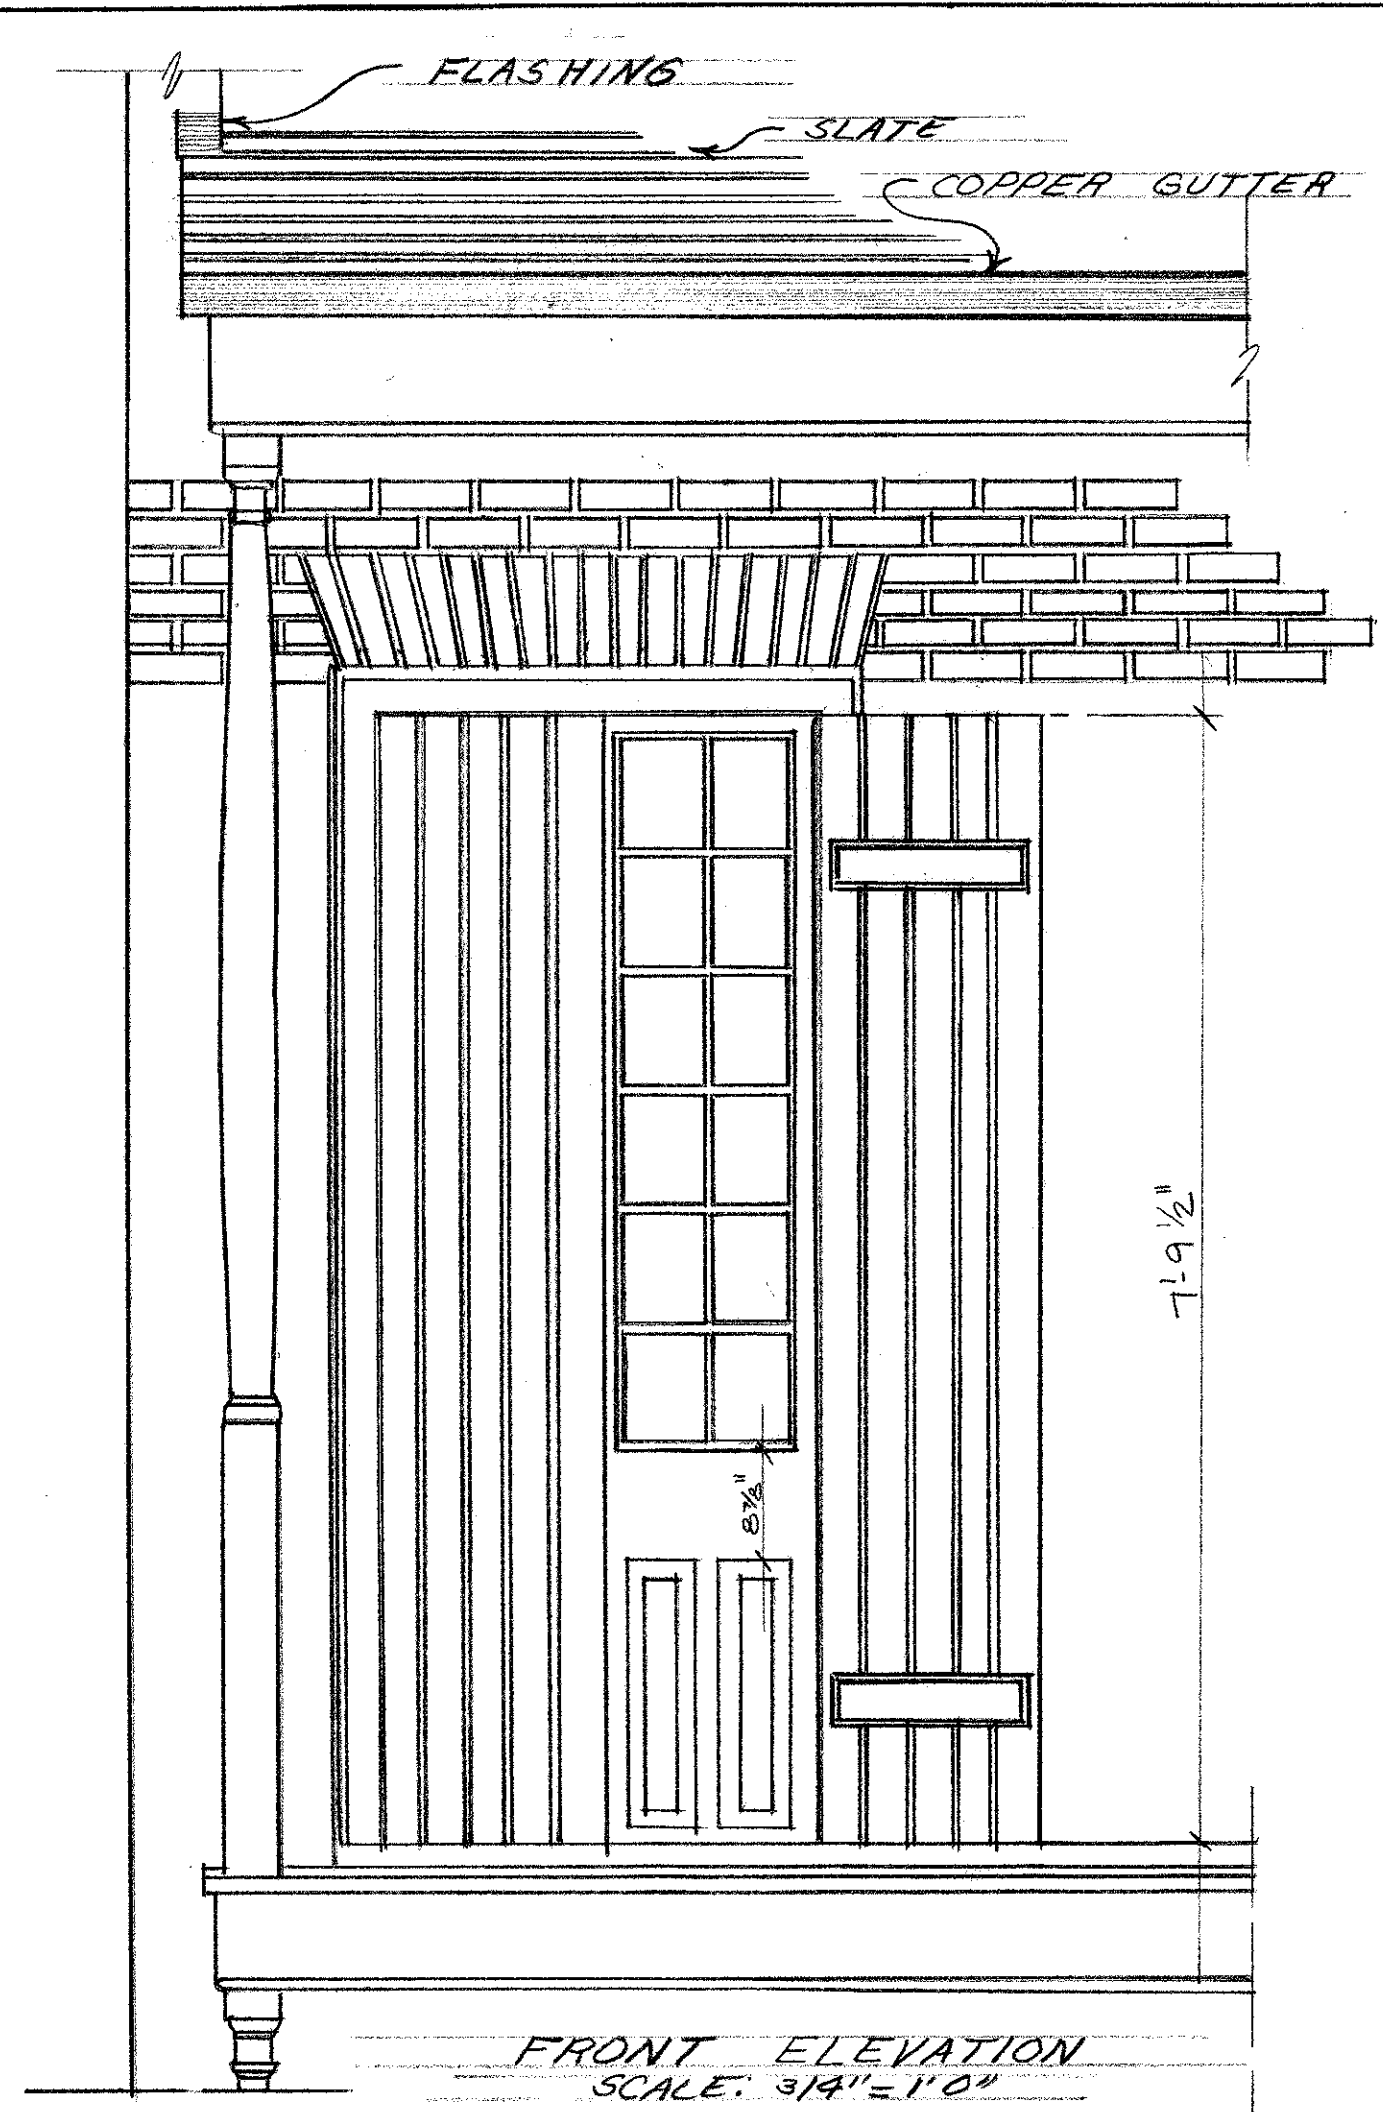 FLASHING
SLATE
COPPER GUTTER
7'-9 1/2"
8 7/8"
FRONT ELEVATION
SCALE: 3/4" = 1' 0"